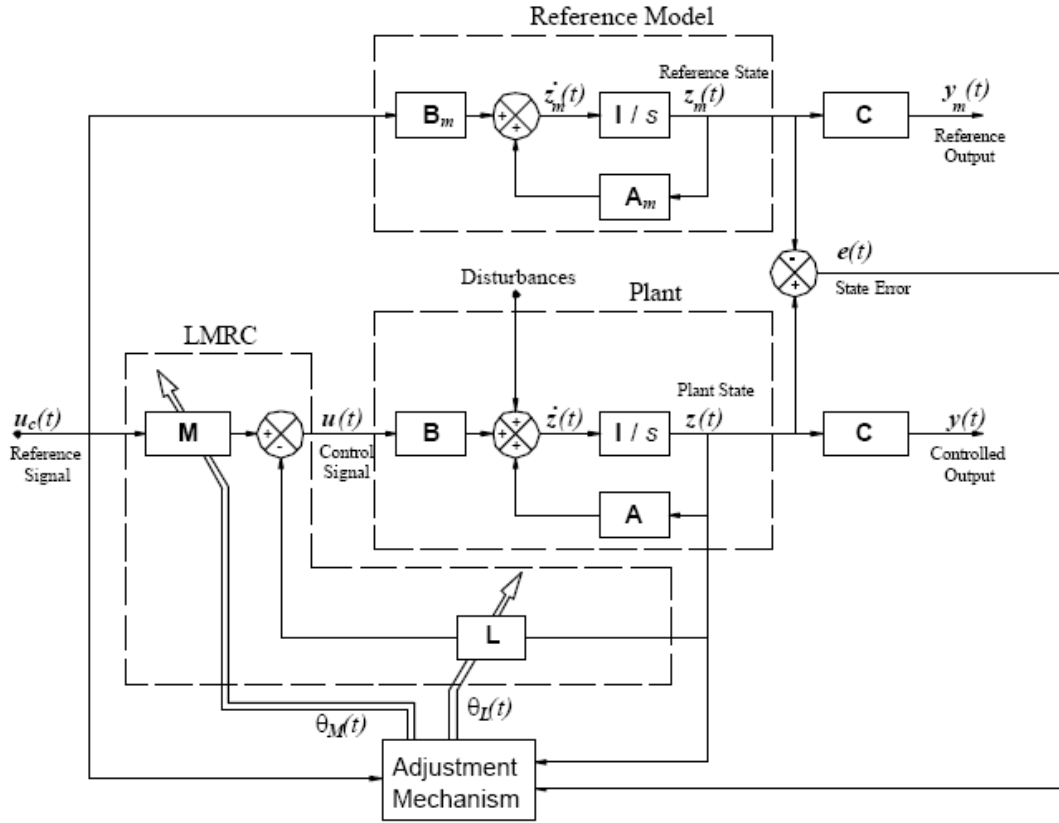 Reference Model
Reference State
B_m
ż_m(t)
I / s
z_m(t)
C
y_m(t)
Reference Output
+
+
A_m
-
+
e(t)
State Error
Disturbances
Plant
LMRC
Plant State
u_c(t)
Reference Signal
M
+
-
u(t)
Control Signal
B
+
+
+
ż(t)
I / s
z(t)
C
y(t)
Controlled Output
A
L
θ_M(t)
θ_L(t)
Adjustment
Mechanism